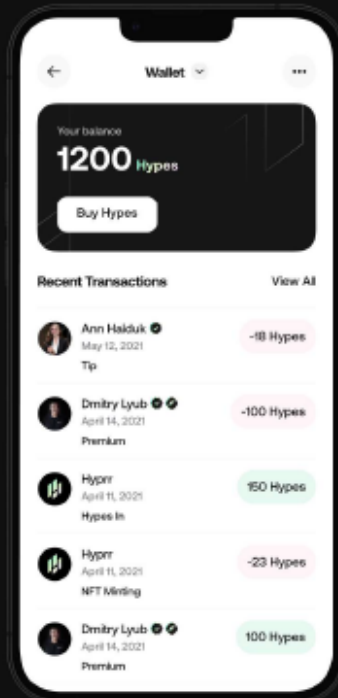 Wallet
Your balance
1200 Hypes
Buy Hypes
Recent Transactions View All
Ann Haiduk
May 12, 2021
Tip
-18 Hypes
Dmitry Lyub
April 14, 2021
Premium
-100 Hypes
Hyprr
April 11, 2021
Hypes In
150 Hypes
Hyprr
April 11, 2021
NFT Minting
-23 Hypes
Dmitry Lyub
April 14, 2021
Premium
100 Hypes